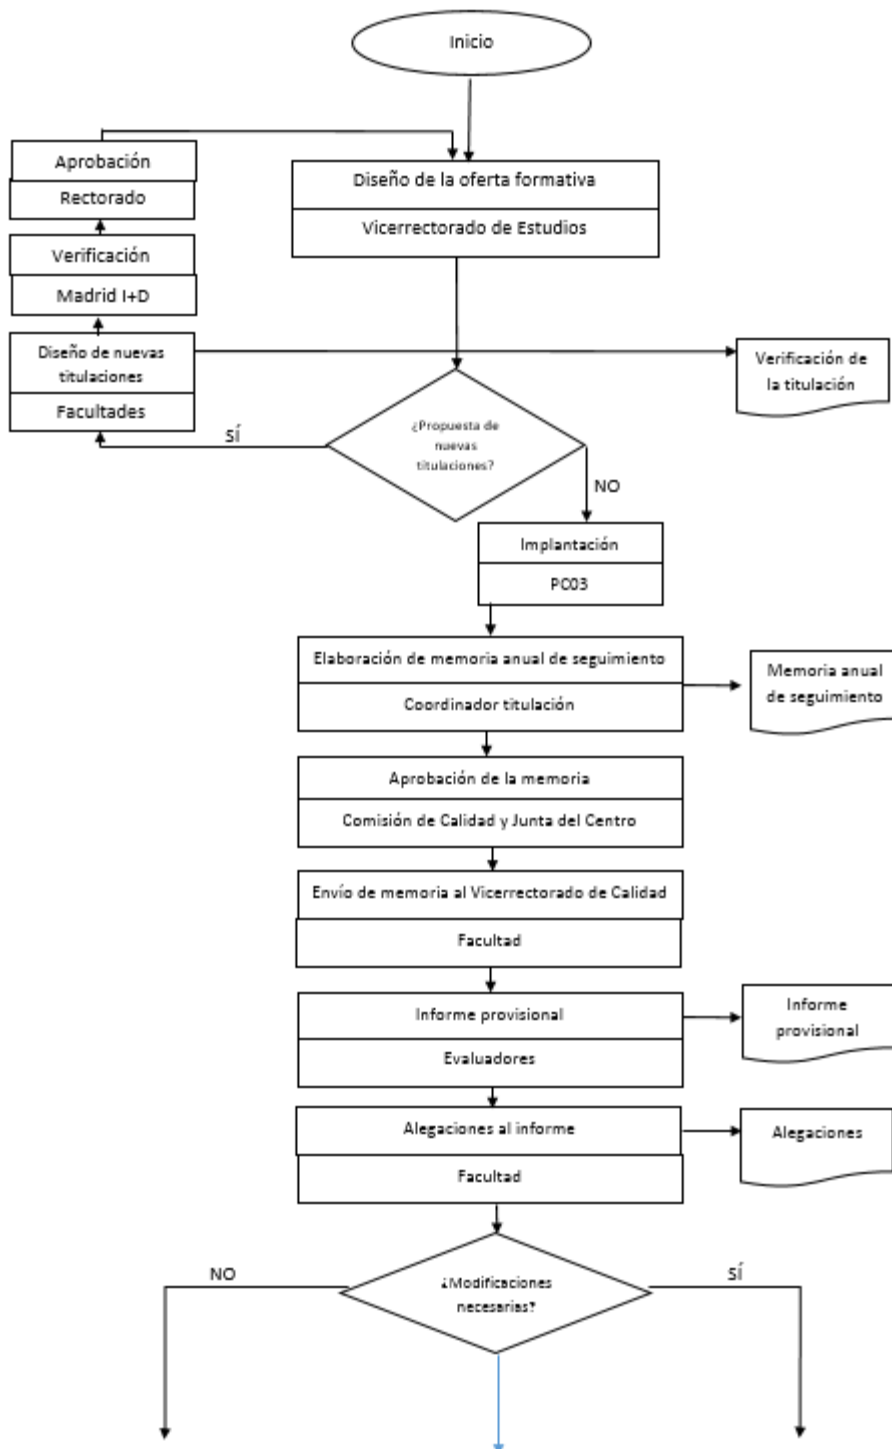 Inicio
Aprobación
Rectorado
Diseño de la oferta formativa
Vicerrectorado de Estudios
Verificación
Madrid I+D
Diseño de nuevas
titulaciones
Facultades
Verificación de
la titulación
¿Propuesta de
nuevas
titulaciones?
SÍ
NO
Implantación
PC03
Elaboración de memoria anual de seguimiento
Coordinador titulación
Memoria anual
de seguimiento
Aprobación de la memoria
Comisión de Calidad y Junta del Centro
Envío de memoria al Vicerrectorado de Calidad
Facultad
Informe provisional
Evaluadores
Informe
provisional
Alegaciones al informe
Facultad
Alegaciones
¿Modificaciones
necesarias?
NO
SÍ